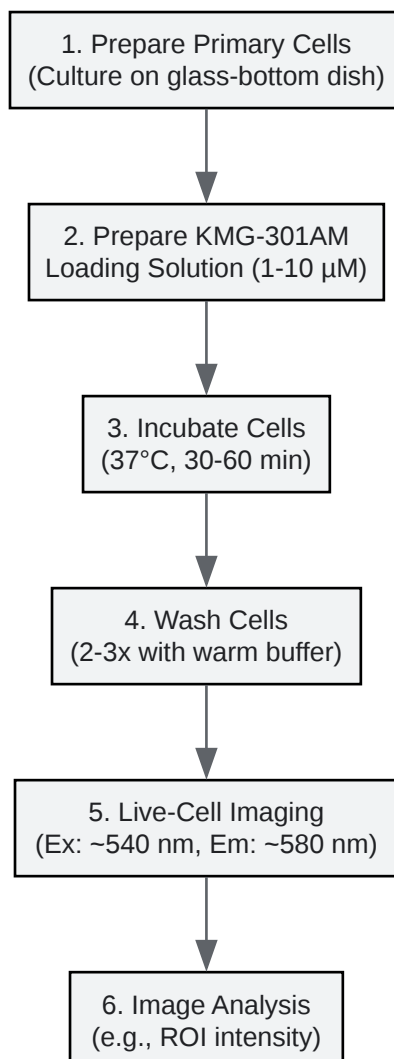 1. Prepare Primary Cells
(Culture on glass-bottom dish)
2. Prepare KMG-301AM
Loading Solution (1-10 µM)
3. Incubate Cells
(37°C, 30-60 min)
4. Wash Cells
(2-3x with warm buffer)
5. Live-Cell Imaging
(Ex: ~540 nm, Em: ~580 nm)
6. Image Analysis
(e.g., ROI intensity)